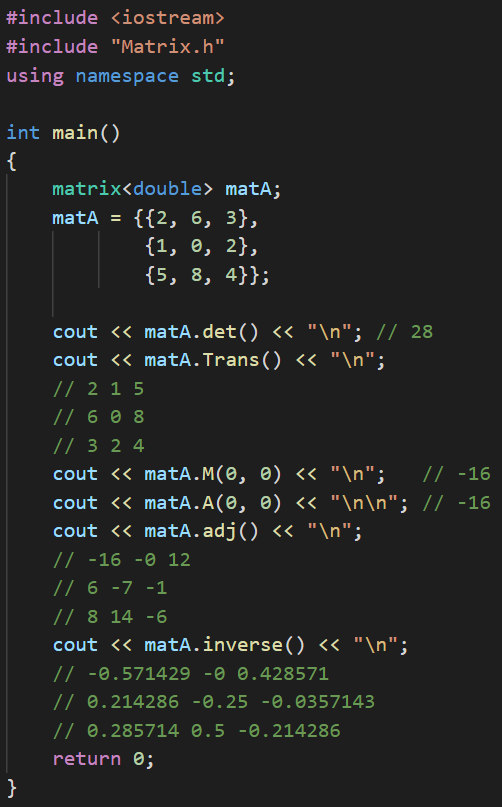 #include <iostream>
#include "Matrix.h"
using namespace std;

int main()
{
    matrix<double> matA;
    matA = {{2, 6, 3},
            {1, 0, 2},
            {5, 8, 4}};

    cout << matA.det() << "\n"; // 28
    cout << matA.Trans() << "\n";
    // 2 1 5
    // 6 0 8
    // 3 2 4
    cout << matA.M(0, 0) << "\n";   // -16
    cout << matA.A(0, 0) << "\n\n"; // -16
    cout << matA.adj() << "\n";
    // -16 -0 12
    // 6 -7 -1
    // 8 14 -6
    cout << matA.inverse() << "\n";
    // -0.571429 -0 0.428571
    // 0.214286 -0.25 -0.0357143
    // 0.285714 0.5 -0.214286
    return 0;
}